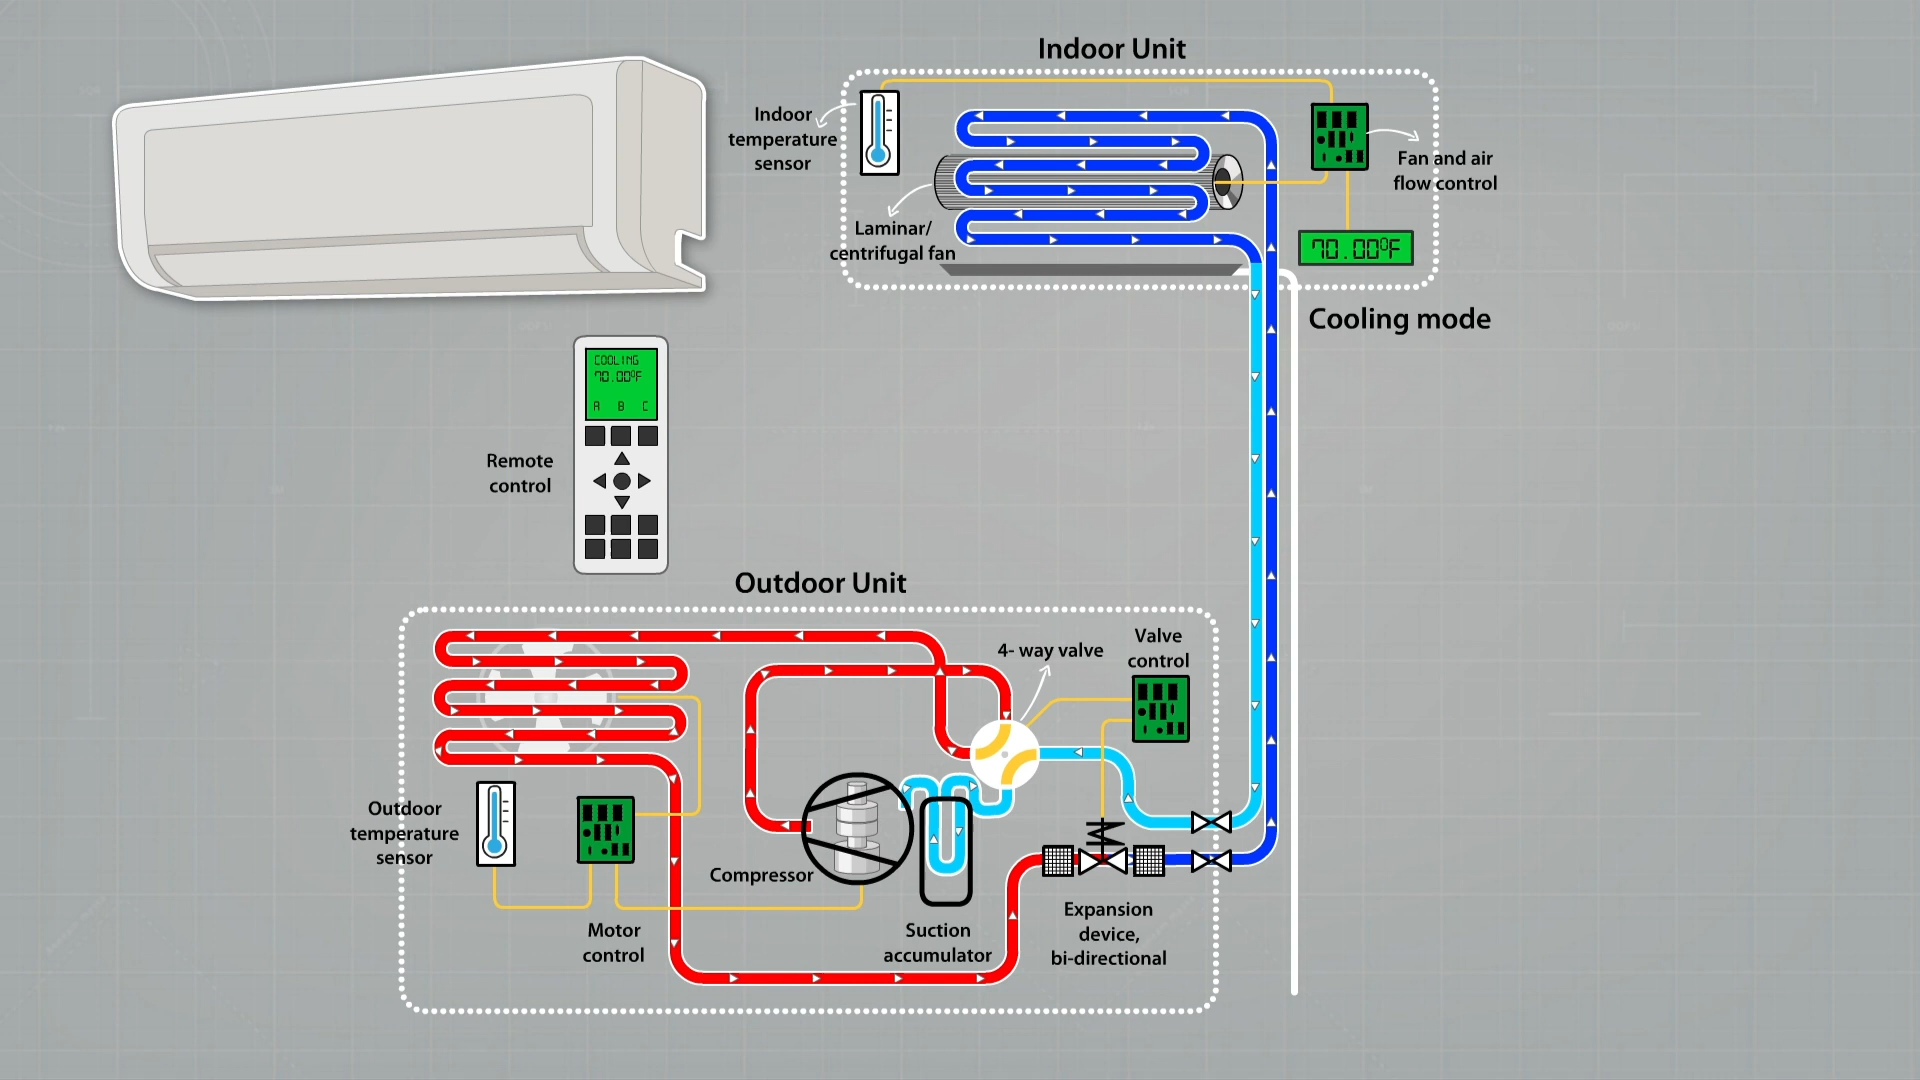 Indoor Unit
Indoor
temperature
sensor
Fan and air
flow control
Laminar/
centrifugal fan
70.00°F
Cooling mode
COOLING
70.00°F
A B C
Remote
control
Outdoor Unit
4- way valve
Valve
control
Outdoor
temperature
sensor
Compressor
Motor
control
Suction
accumulator
Expansion
device,
bi-directional